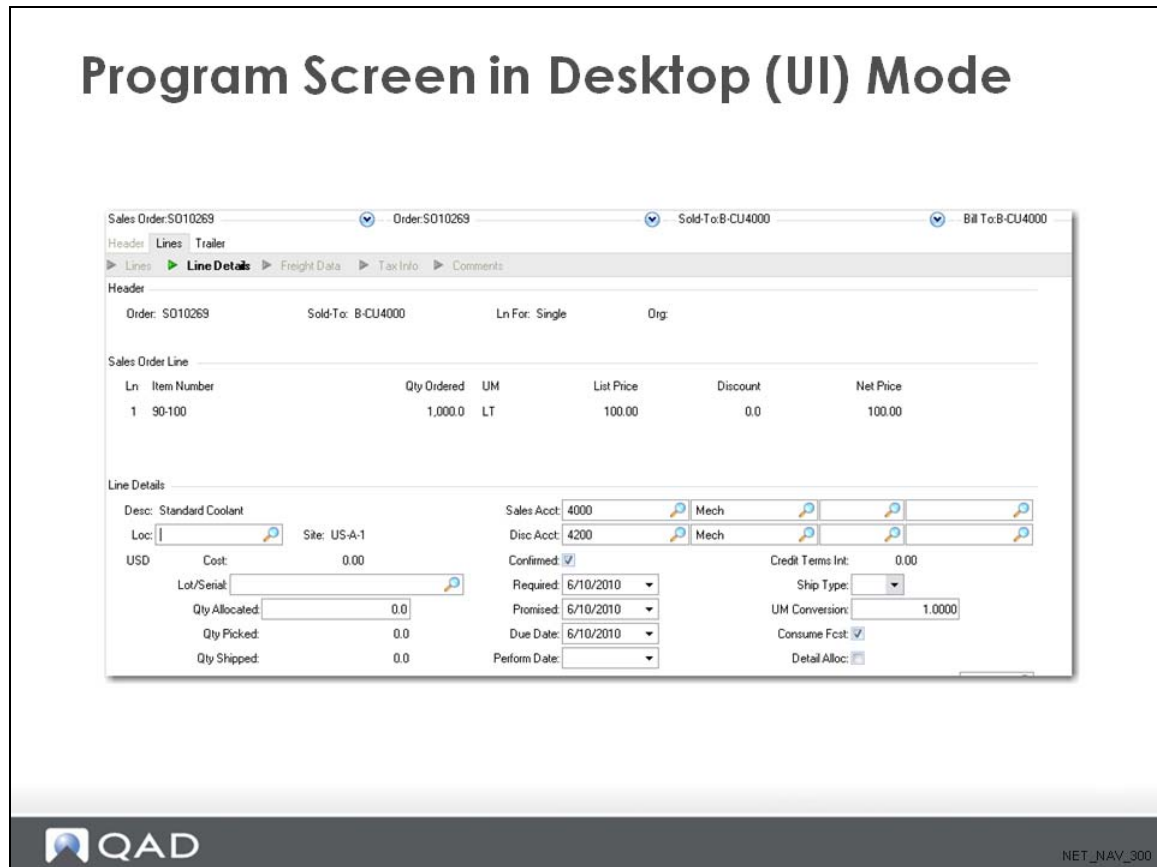 Program Screen in Desktop (UI) Mode
Sales Order:SO10269 Order:SO10269 Sold-To:B-CU4000 Bill To:B-CU4000
Header Lines Trailer
Lines Line Details Freight Data Tax Info Comments
Header
Order: SO10269 Sold-To: B-CU4000 Ln For: Single Org:
Sales Order Line
Ln Item Number Qty Ordered UM List Price Discount Net Price
1 90-100 1,000.0 LT 100.00 0.0 100.00
Line Details
Desc: Standard Coolant Sales Acct: 4000 Mech
Loc: Site: US-A-1 Disc Acct: 4200 Mech
USD Cost: 0.00 Confirmed: Credit Terms Int: 0.00
Lot/Serial: Required: 6/10/2010 Ship Type:
Qty Allocated: 0.0 Promised: 6/10/2010 UM Conversion: 1.0000
Qty Picked: 0.0 Due Date: 6/10/2010 Consume Fcst:
Qty Shipped: 0.0 Perform Date: Detail Alloc:
QAD
NET_NAV_300